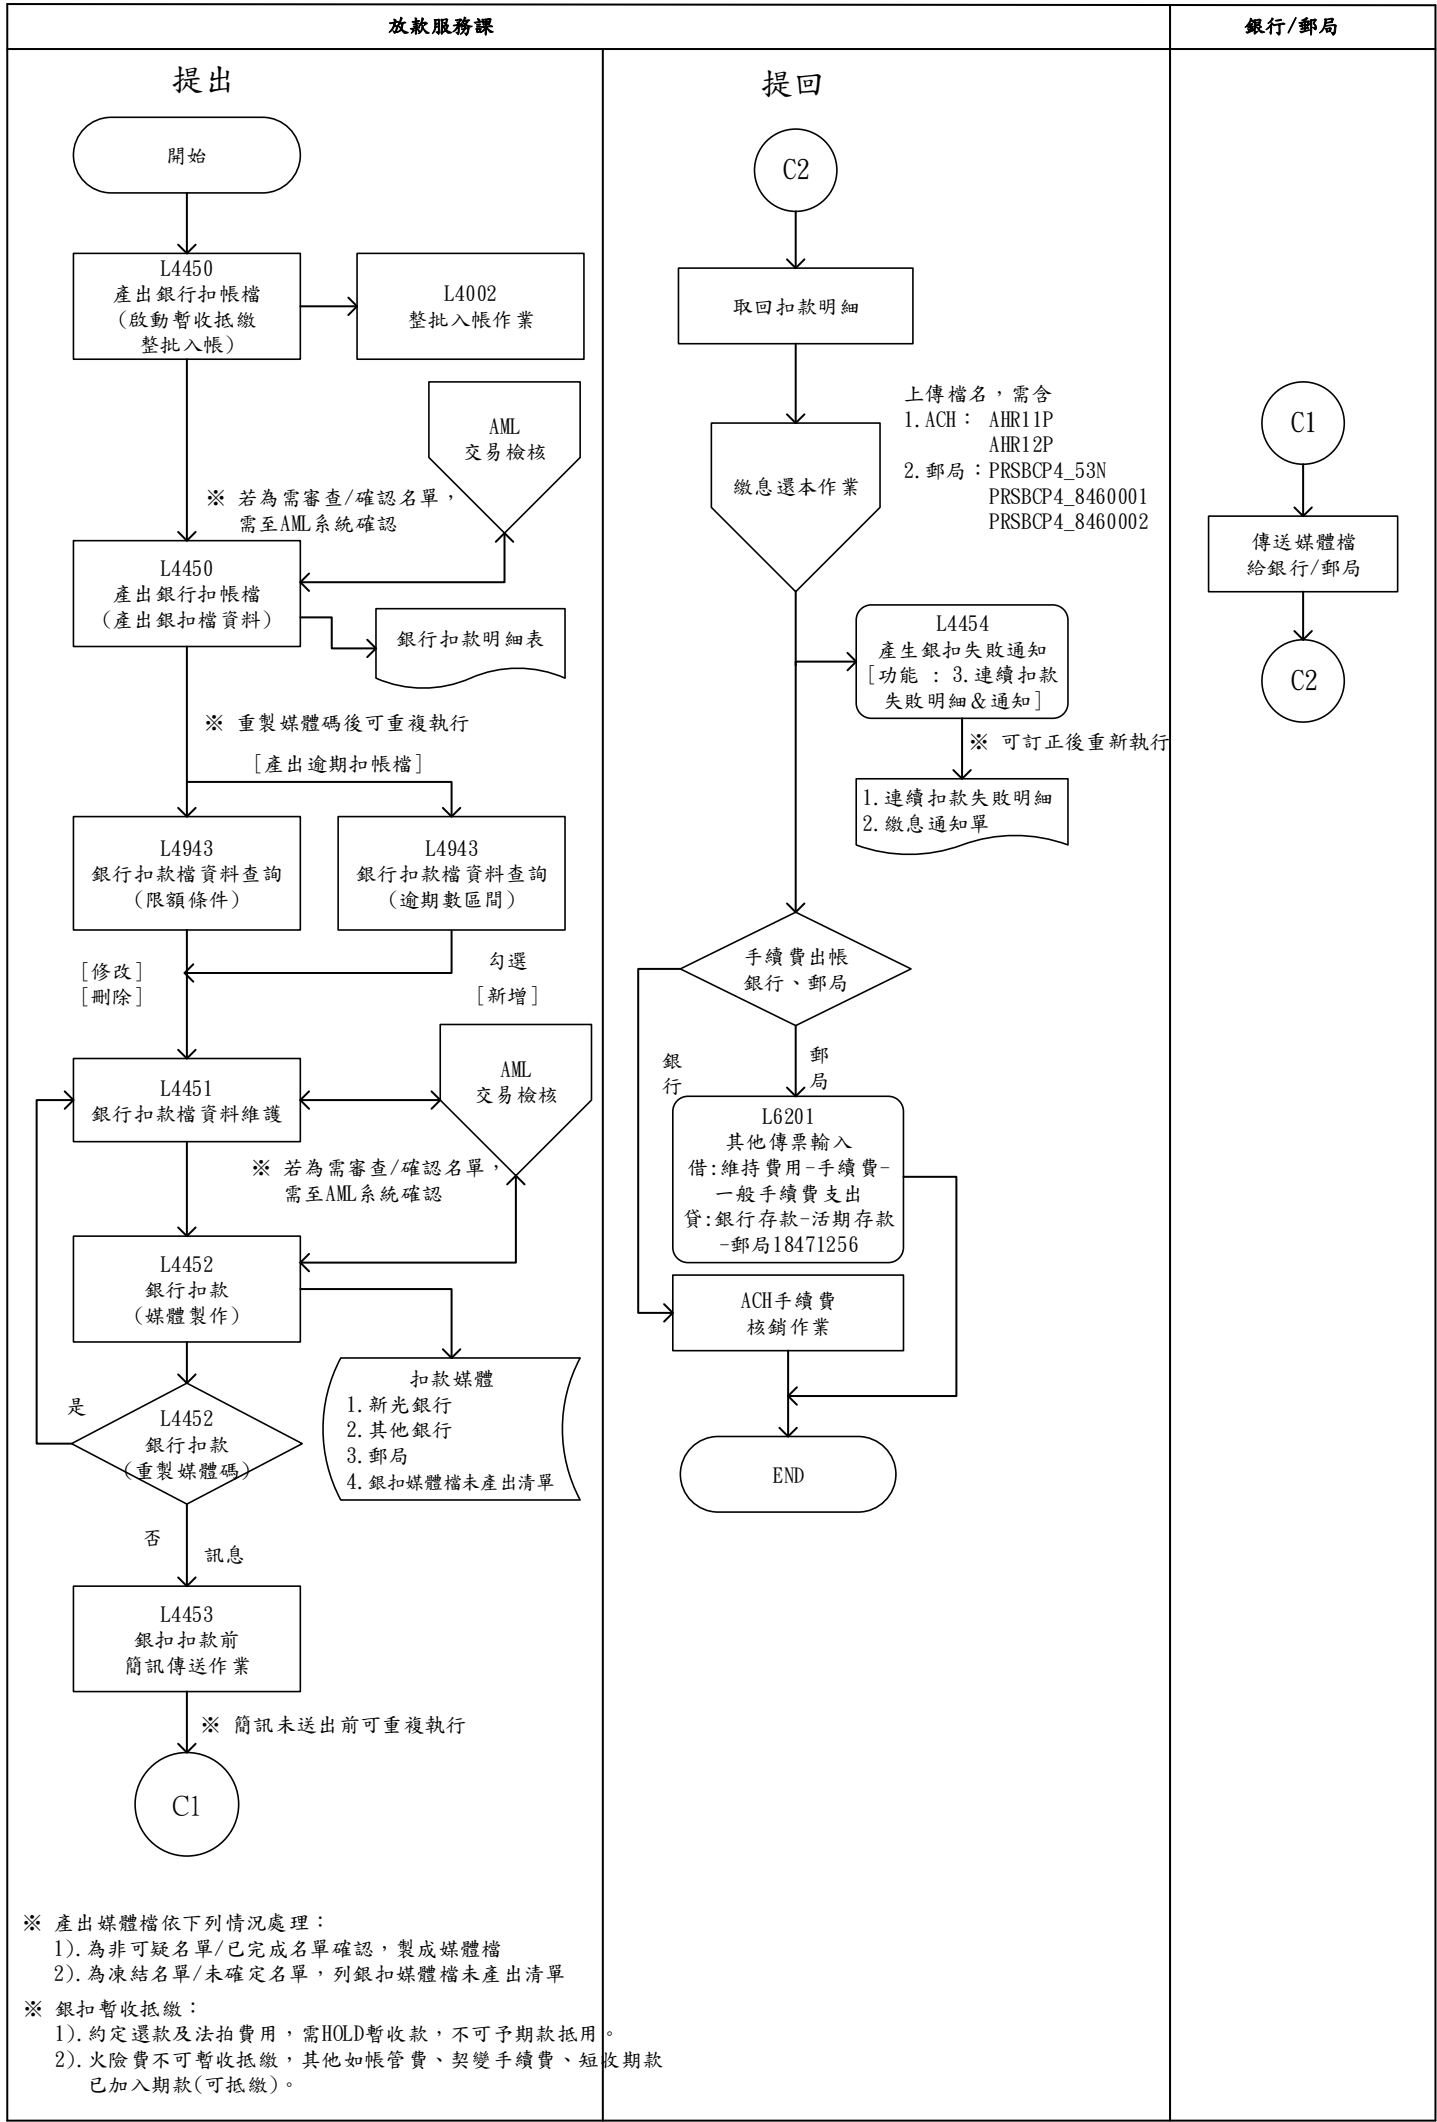 放款服務課
銀行/郵局
提出
開始
L4450
產出銀行扣帳檔
(啟動暫收抵繳
整批入帳)
L4002
整批入帳作業
AML
交易檢核
※ 若為需審查/確認名單，
需至AML系統確認
L4450
產出銀行扣帳檔
(產出銀扣檔資料)
銀行扣款明細表
※ 重製媒體碼後可重複執行
[產出逾期扣帳檔]
L4943
銀行扣款檔資料查詢
(限額條件)
L4943
銀行扣款檔資料查詢
(逾期數區間)
[修改]
[刪除]
勾選
[新增]
L4451
銀行扣款檔資料維護
AML
交易檢核
※ 若為需審查/確認名單，
需至AML系統確認
L4452
銀行扣款
(媒體製作)
扣款媒體
1.新光銀行
2.其他銀行
3.郵局
4.銀扣媒體檔未產出清單
是
L4452
銀行扣款
(重製媒體碼)
否
訊息
L4453
銀扣扣款前
簡訊傳送作業
※ 簡訊未送出前可重複執行
C1
※ 產出媒體檔依下列情況處理：
1).為非可疑名單/已完成名單確認，製成媒體檔
2).為凍結名單/未確定名單，列銀扣媒體檔未產出清單
※ 銀扣暫收抵繳：
1).約定還款及法拍費用，需HOLD暫收款，不可予期款抵用。
2).火險費不可暫收抵繳，其他如帳管費、契變手續費、短收期款
已加入期款(可抵繳)。
提回
C2
取回扣款明細
繳息還本作業
上傳檔名，需含
1.ACH： AHR11P
AHR12P
2.郵局：PRSBCP4_53N
PRSBCP4_8460001
PRSBCP4_8460002
L4454
產生銀扣失敗通知
[功能 : 3.連續扣款
失敗明細＆通知]
※ 可訂正後重新執行
1.連續扣款失敗明細
2.繳息通知單
手續費出帳
銀行、郵局
銀
行
郵
局
L6201
其他傳票輸入
借:維持費用-手續費-
一般手續費支出
貸:銀行存款-活期存款
-郵局18471256
ACH手續費
核銷作業
END
C1
傳送媒體檔
給銀行/郵局
C2